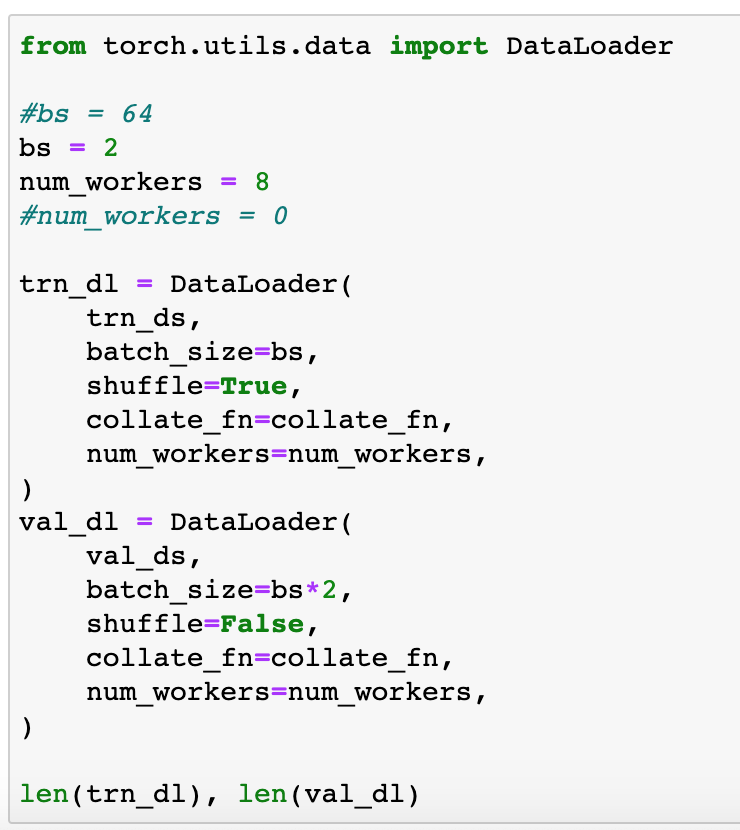 from torch.utils.data import DataLoader
#bs = 64
bs = 2
num_workers = 8
#num_workers = 0
trn_dl = DataLoader(
    trn_ds,
    batch_size=bs,
    shuffle=True,
    collate_fn=collate_fn,
    num_workers=num_workers,
)
val_dl = DataLoader(
    val_ds,
    batch_size=bs*2,
    shuffle=False,
    collate_fn=collate_fn,
    num_workers=num_workers,
)
len(trn_dl), len(val_dl)